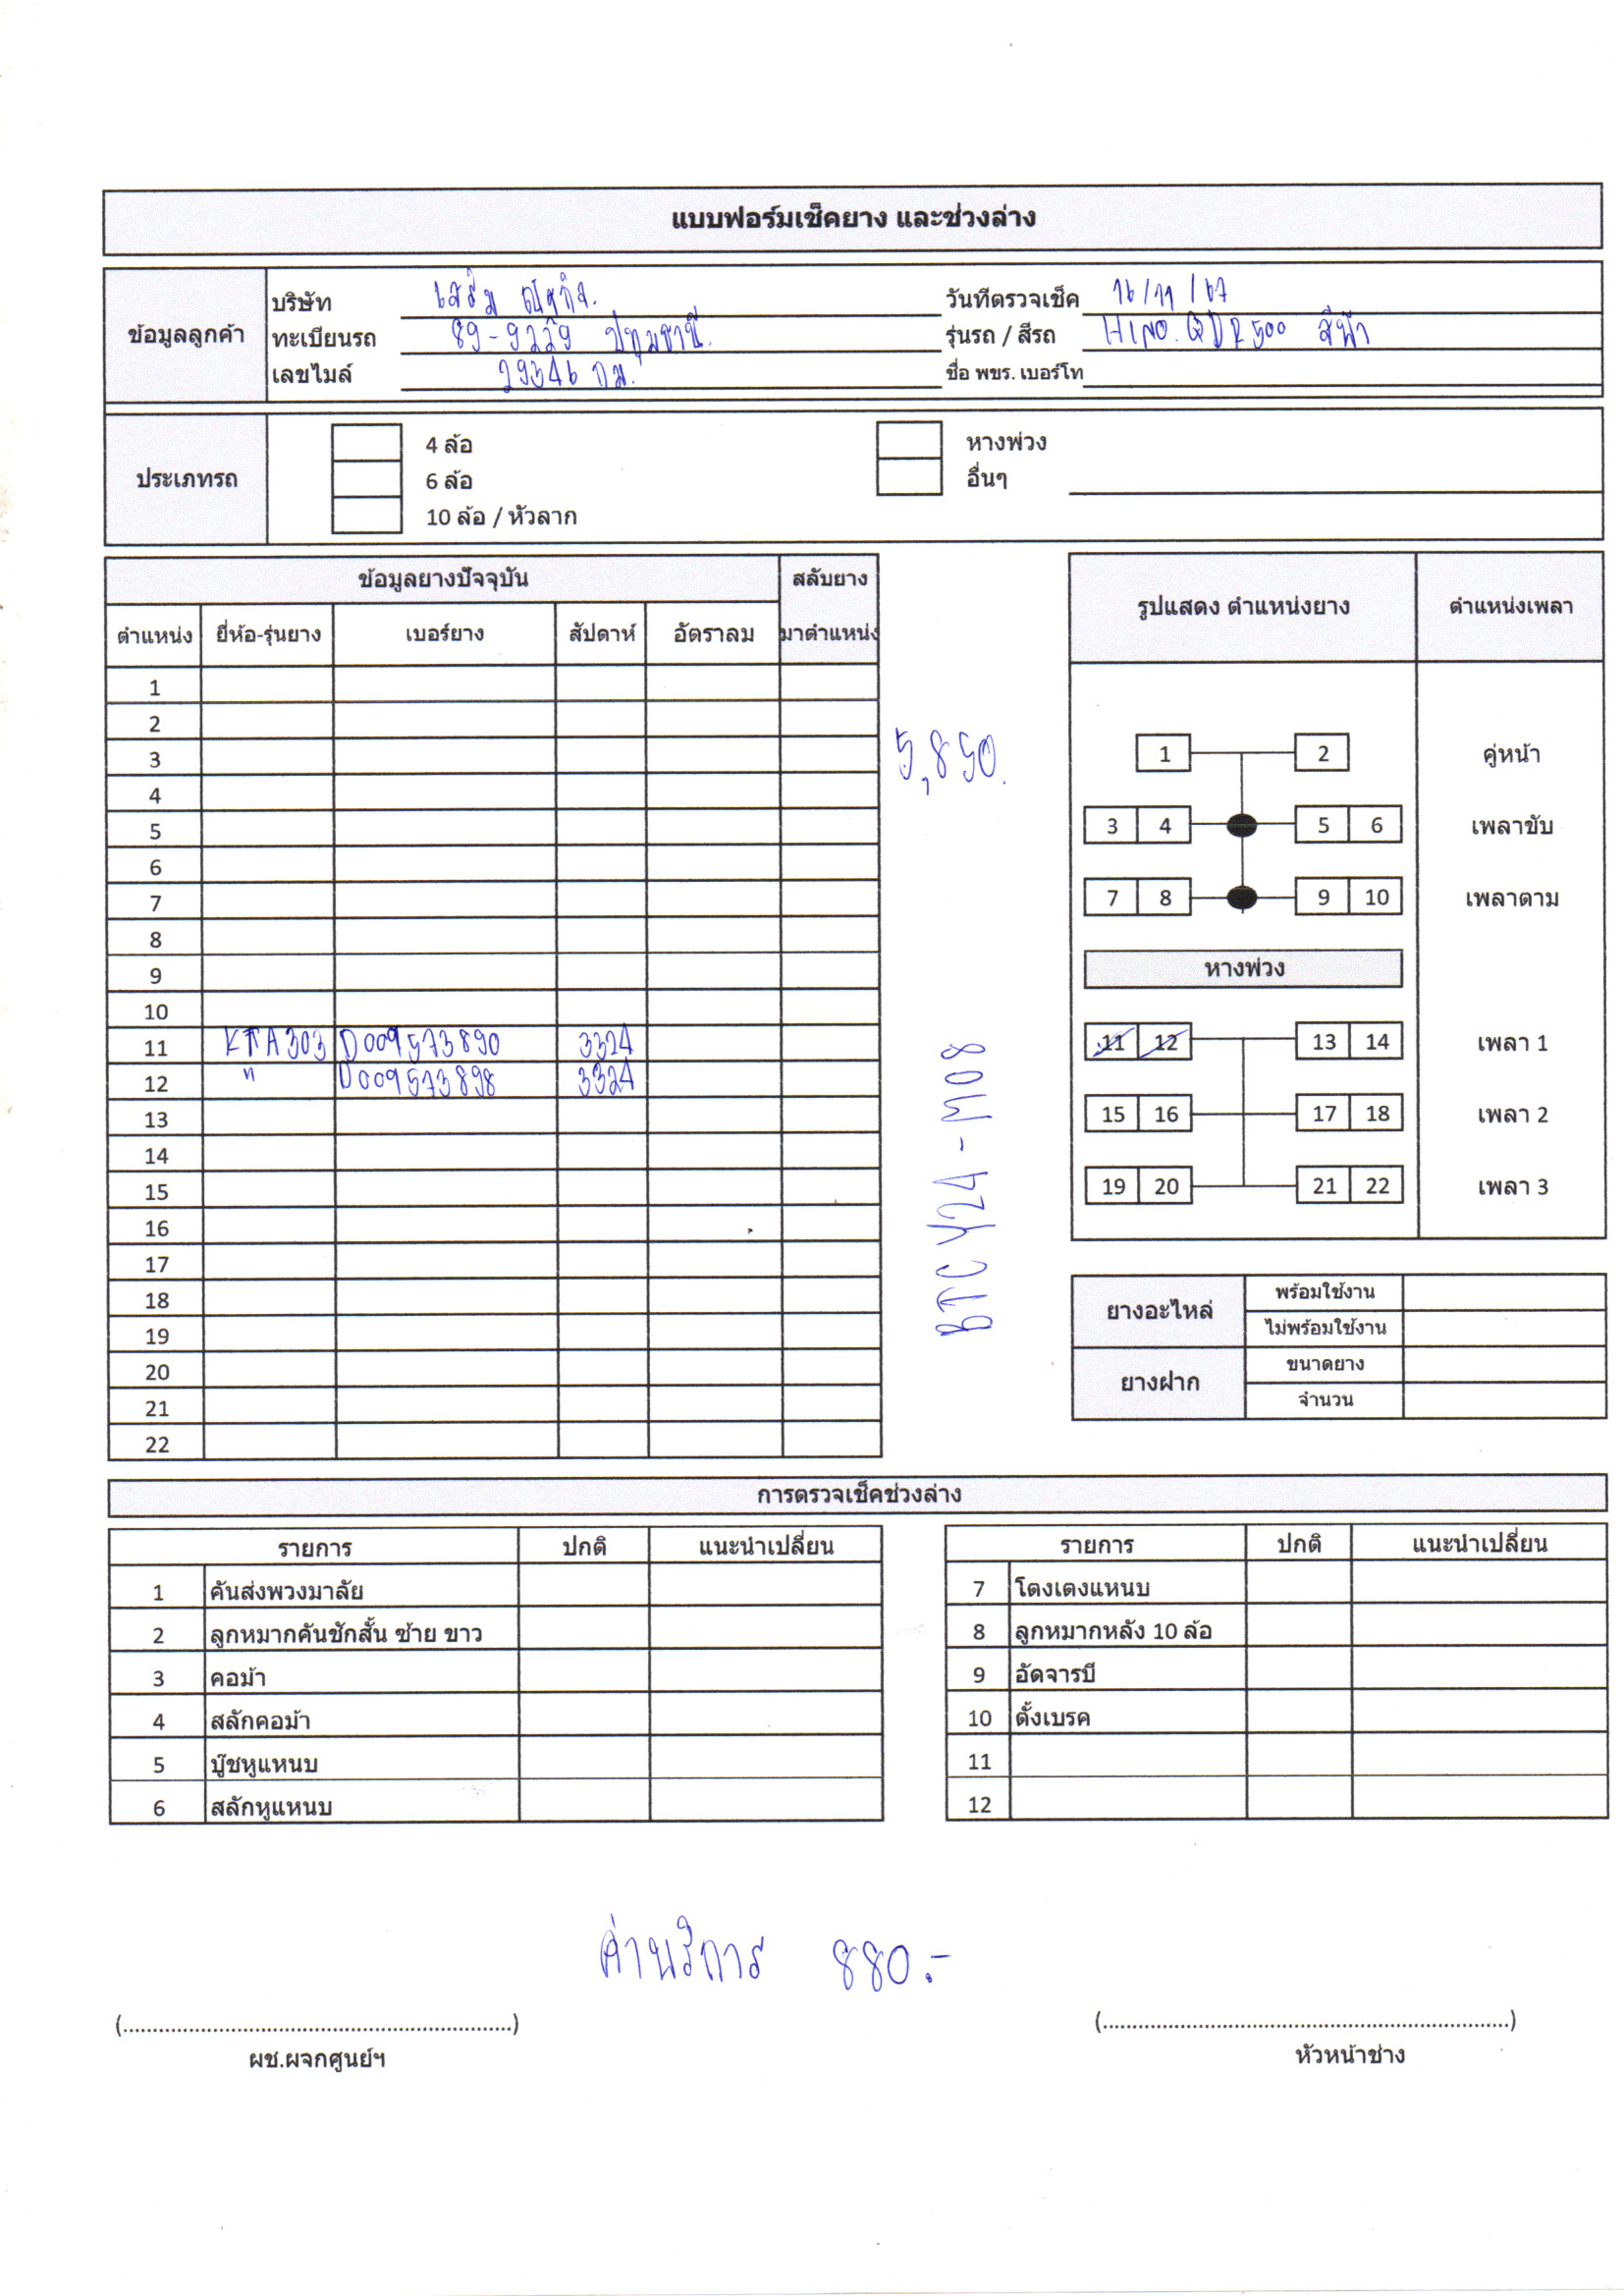 แบบฟอร์มเช็คยาง และช่วงล่าง
ข้อมูลลูกค้า
บริษัท เสริม
วันที่ตรวจเช็ค 16/11/67
ทะเบียนรถ 89-9229 ปทุมธานี.
รุ่นรถ / สีรถ HINO. 500 สีฟ้า
เลขไมล์ 29346 กม.
ชื่อ พขร. เบอร์โท
ประเภทรถ
4 ล้อ
หางพ่วง
6 ล้อ
อื่นๆ
10 ล้อ / หัวลาก
ข้อมูลยางปัจจุบัน สลับยาง
ตำแหน่ง ยี่ห้อ-รุ่นยาง เบอร์ยาง สัปดาห์ อัตราลม มาตำแหน่ง
1
2
3
4
5
6
7
8
9
10
11 D009573890 3324
12 " D009573898 3324
13
14
15
16
17
18
19
20
21
22
5,850.
BTC Y24-M08
รูปแสดง ตำแหน่งยาง ตำแหน่งเพลา
1 2 คู่หน้า
3 4 5 6 เพลาขับ
7 8 9 10 เพลาตาม
หางพ่วง
11 12 13 14 เพลา 1
15 16 17 18 เพลา 2
19 20 21 22 เพลา 3
ยางอะไหล่ พร้อมใช้งาน
ไม่พร้อมใช้งาน
ยางฝาก ขนาดยาง
จำนวน
การตรวจเช็คช่วงล่าง
รายการ ปกติ แนะนำเปลี่ยน
1 คันส่งพวงมาลัย
2 ลูกหมากคันชักสั้น ซ้าย ขาว
3 คอม้า
4 สลักคอม้า
5 บู๊ชหูแหนบ
6 สลักหูแหนบ
รายการ ปกติ แนะนำเปลี่ยน
7 โตงเตงแหนบ
8 ลูกหมากหลัง 10 ล้อ
9 อัดจารบี
10 ตั้งเบรค
11
12
ค่าบริการ 880.-
(..................................................................)
(..................................................................)
ผช.ผจกศูนย์ฯ
หัวหน้าช่าง